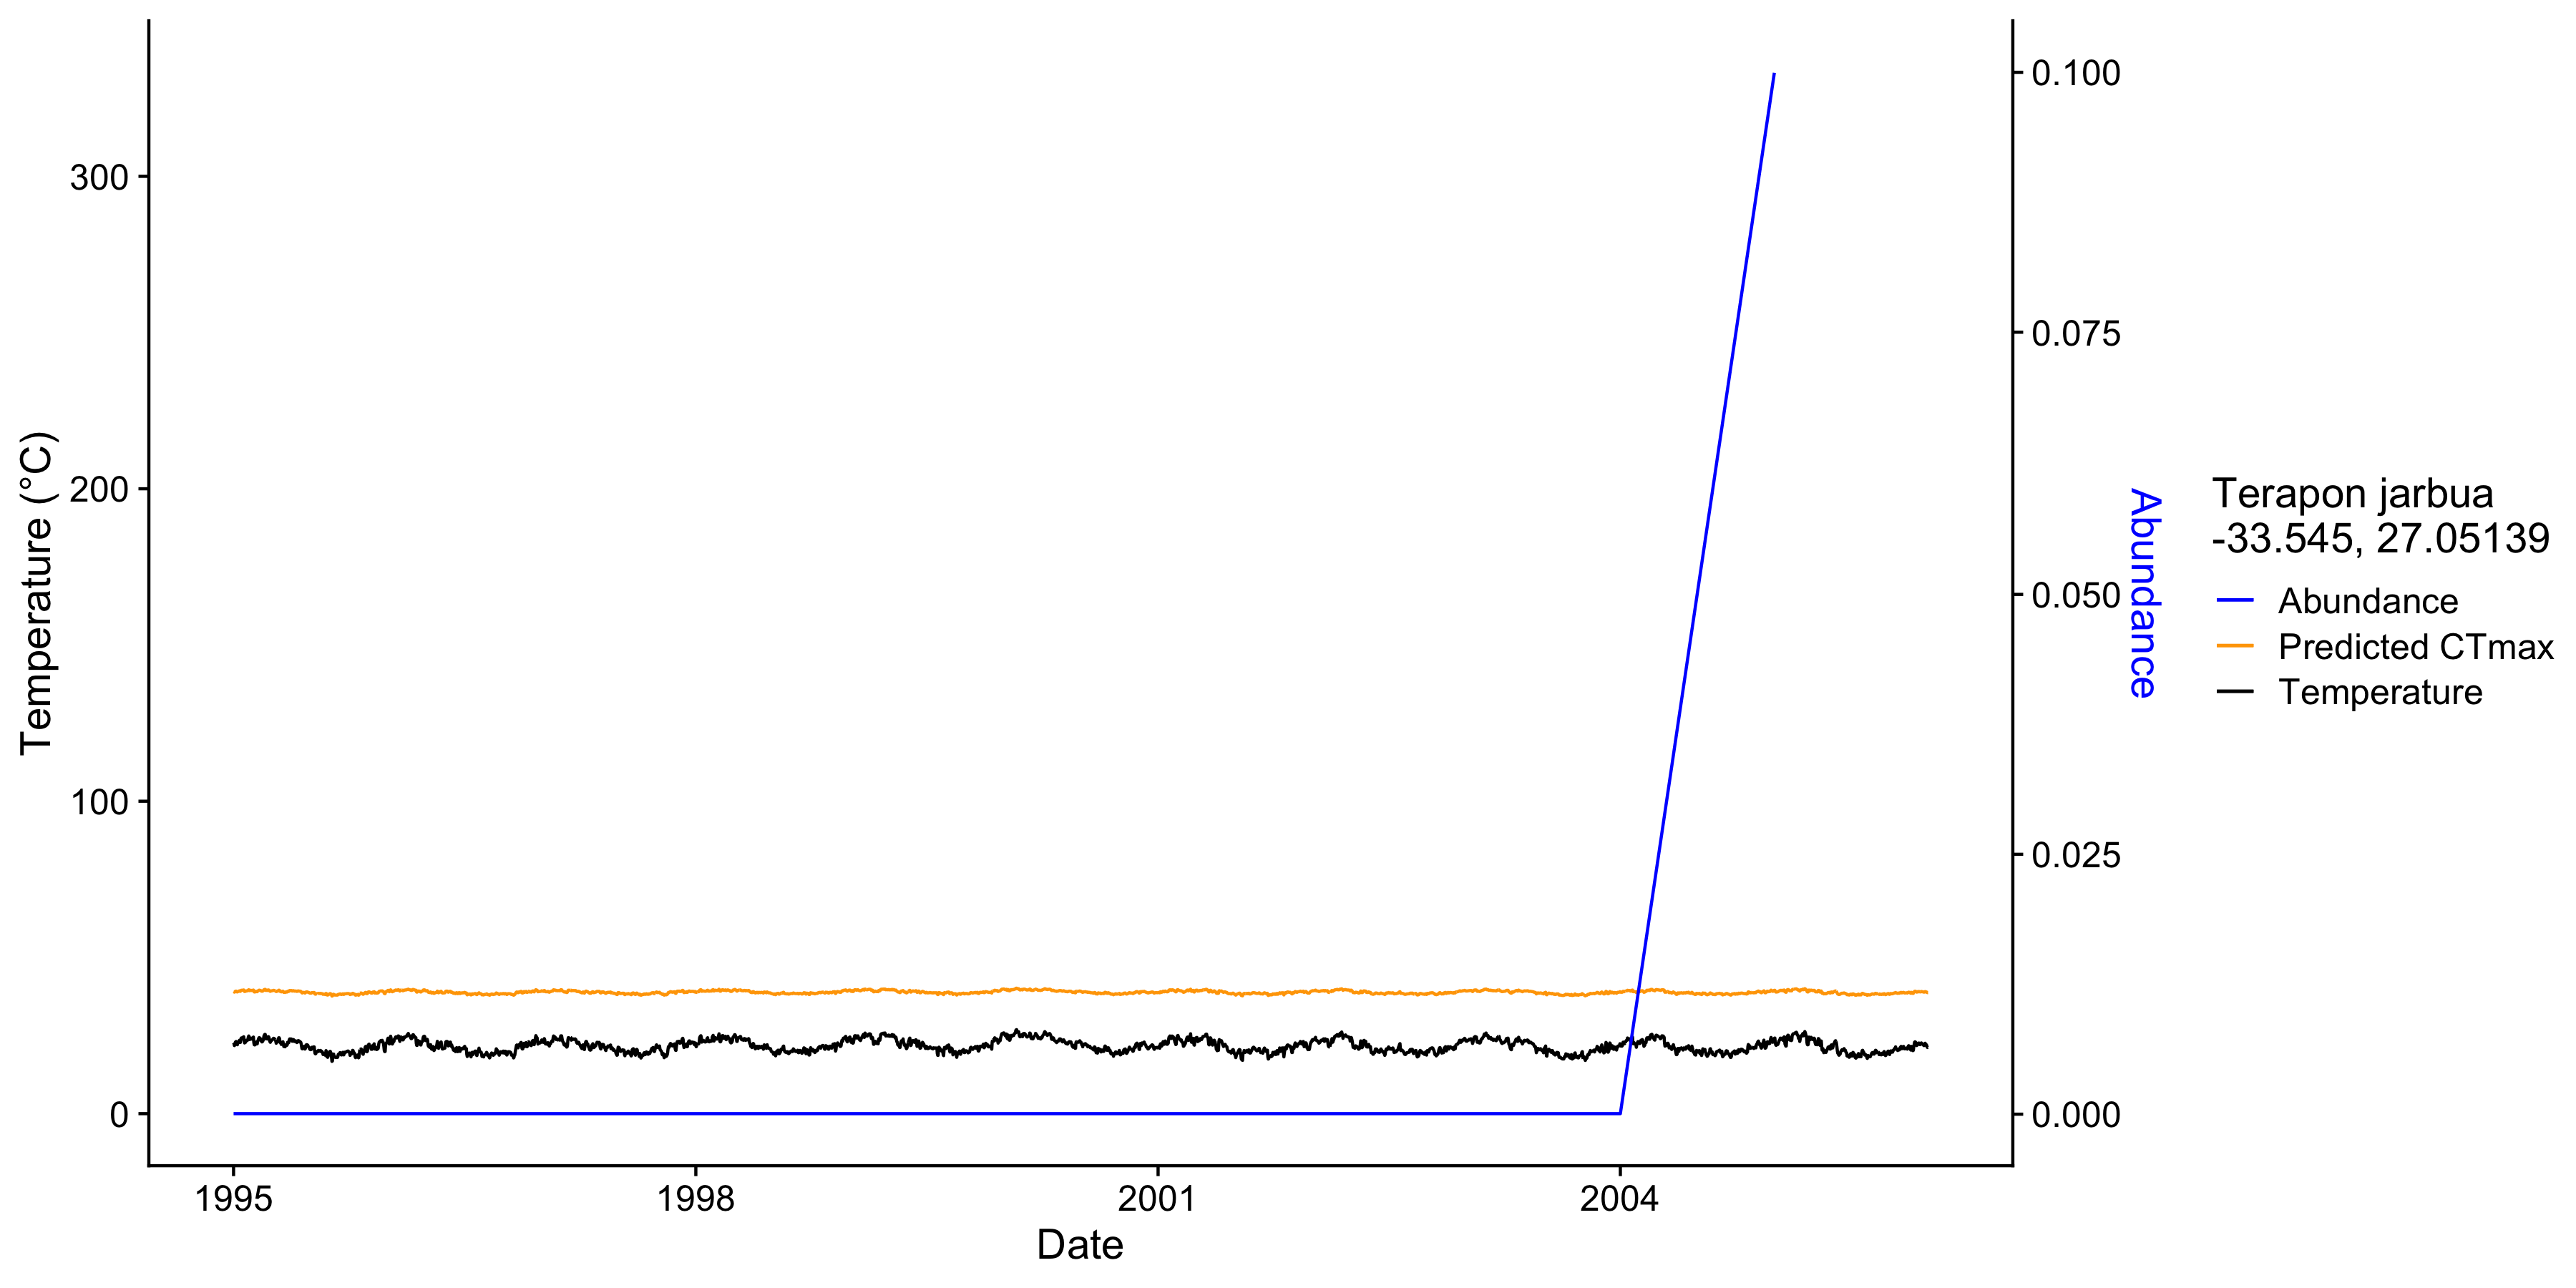 Temperature (°C)
300
200
100
0
1995
1998
2001
2004
Date
0.100
0.075
0.050
0.025
0.000
Abundance
Terapon jarbua
-33.545, 27.05139
Abundance
Predicted CTmax
Temperature